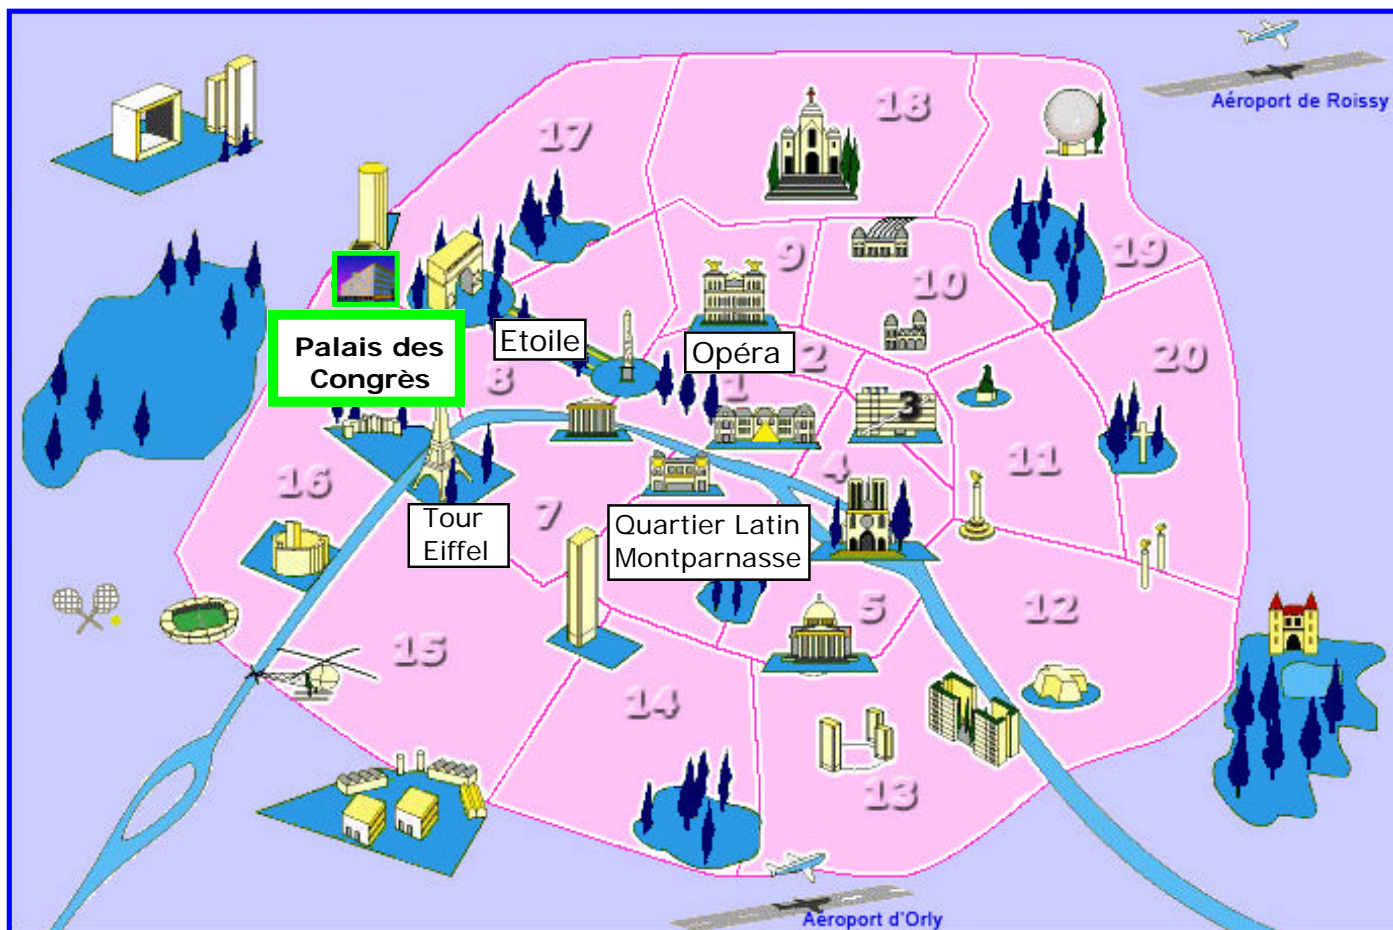 Aéroport de Roissy
18
17
19
9
10
Palais des
Congrès
Etoile
Opéra
2
20
8
1
3
16
4
11
7
Tour
Eiffel
Quartier Latin
Montparnasse
5
12
15
14
13
Aéroport d'Orly